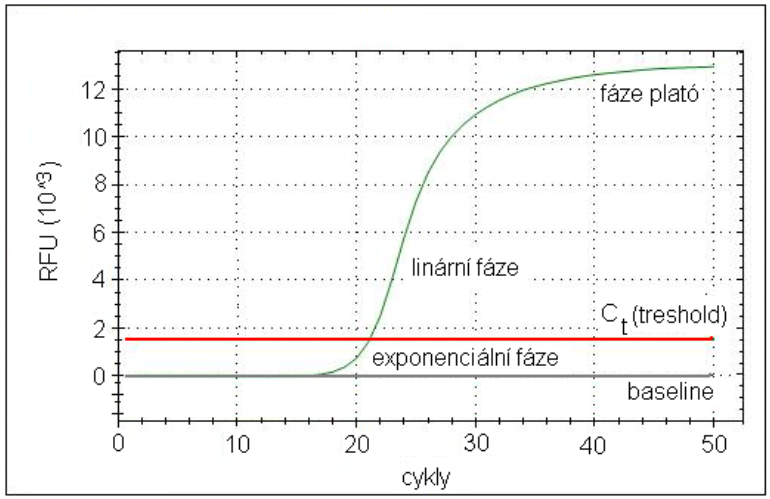 RFU (10^3)
12
10
8
6
4
2
0
fáze plató
linární fáze
Ct (treshold)
exponenciální fáze
baseline
0 10 20 30 40 50
cykly